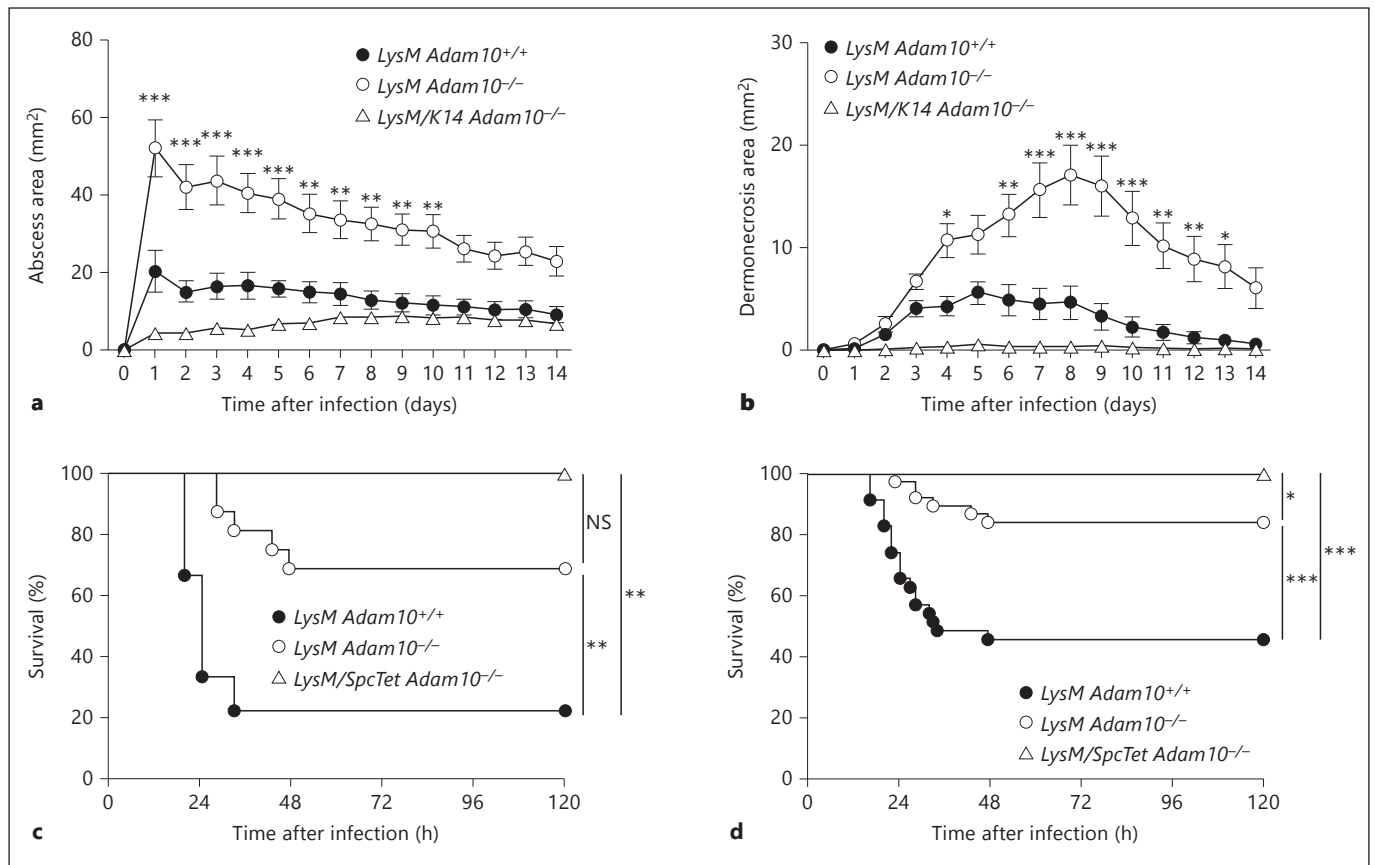 80
60
40
20
0
Abscess area (mm²)
LysM Adam10+/+
LysM Adam10–/–
LysM/K14 Adam10–/–
***
***
***
***
***
**
**
**
**
**
0 1 2 3 4 5 6 7 8 9 10 11 12 13 14
a
Time after infection (days)
30
20
10
0
Dermonecrosis area (mm²)
LysM Adam10+/+
LysM Adam10–/–
LysM/K14 Adam10–/–
*
**
***
***
***
***
**
**
*
0 1 2 3 4 5 6 7 8 9 10 11 12 13 14
b
Time after infection (days)
100
80
60
40
20
0
Survival (%)
LysM Adam10+/+
LysM Adam10–/–
LysM/SpcTet Adam10–/–
NS
**
**
0 24 48 72 96 120
c
Time after infection (h)
100
80
60
40
20
0
Survival (%)
LysM Adam10+/+
LysM Adam10–/–
LysM/SpcTet Adam10–/–
*
***
***
0 24 48 72 96 120
d
Time after infection (h)